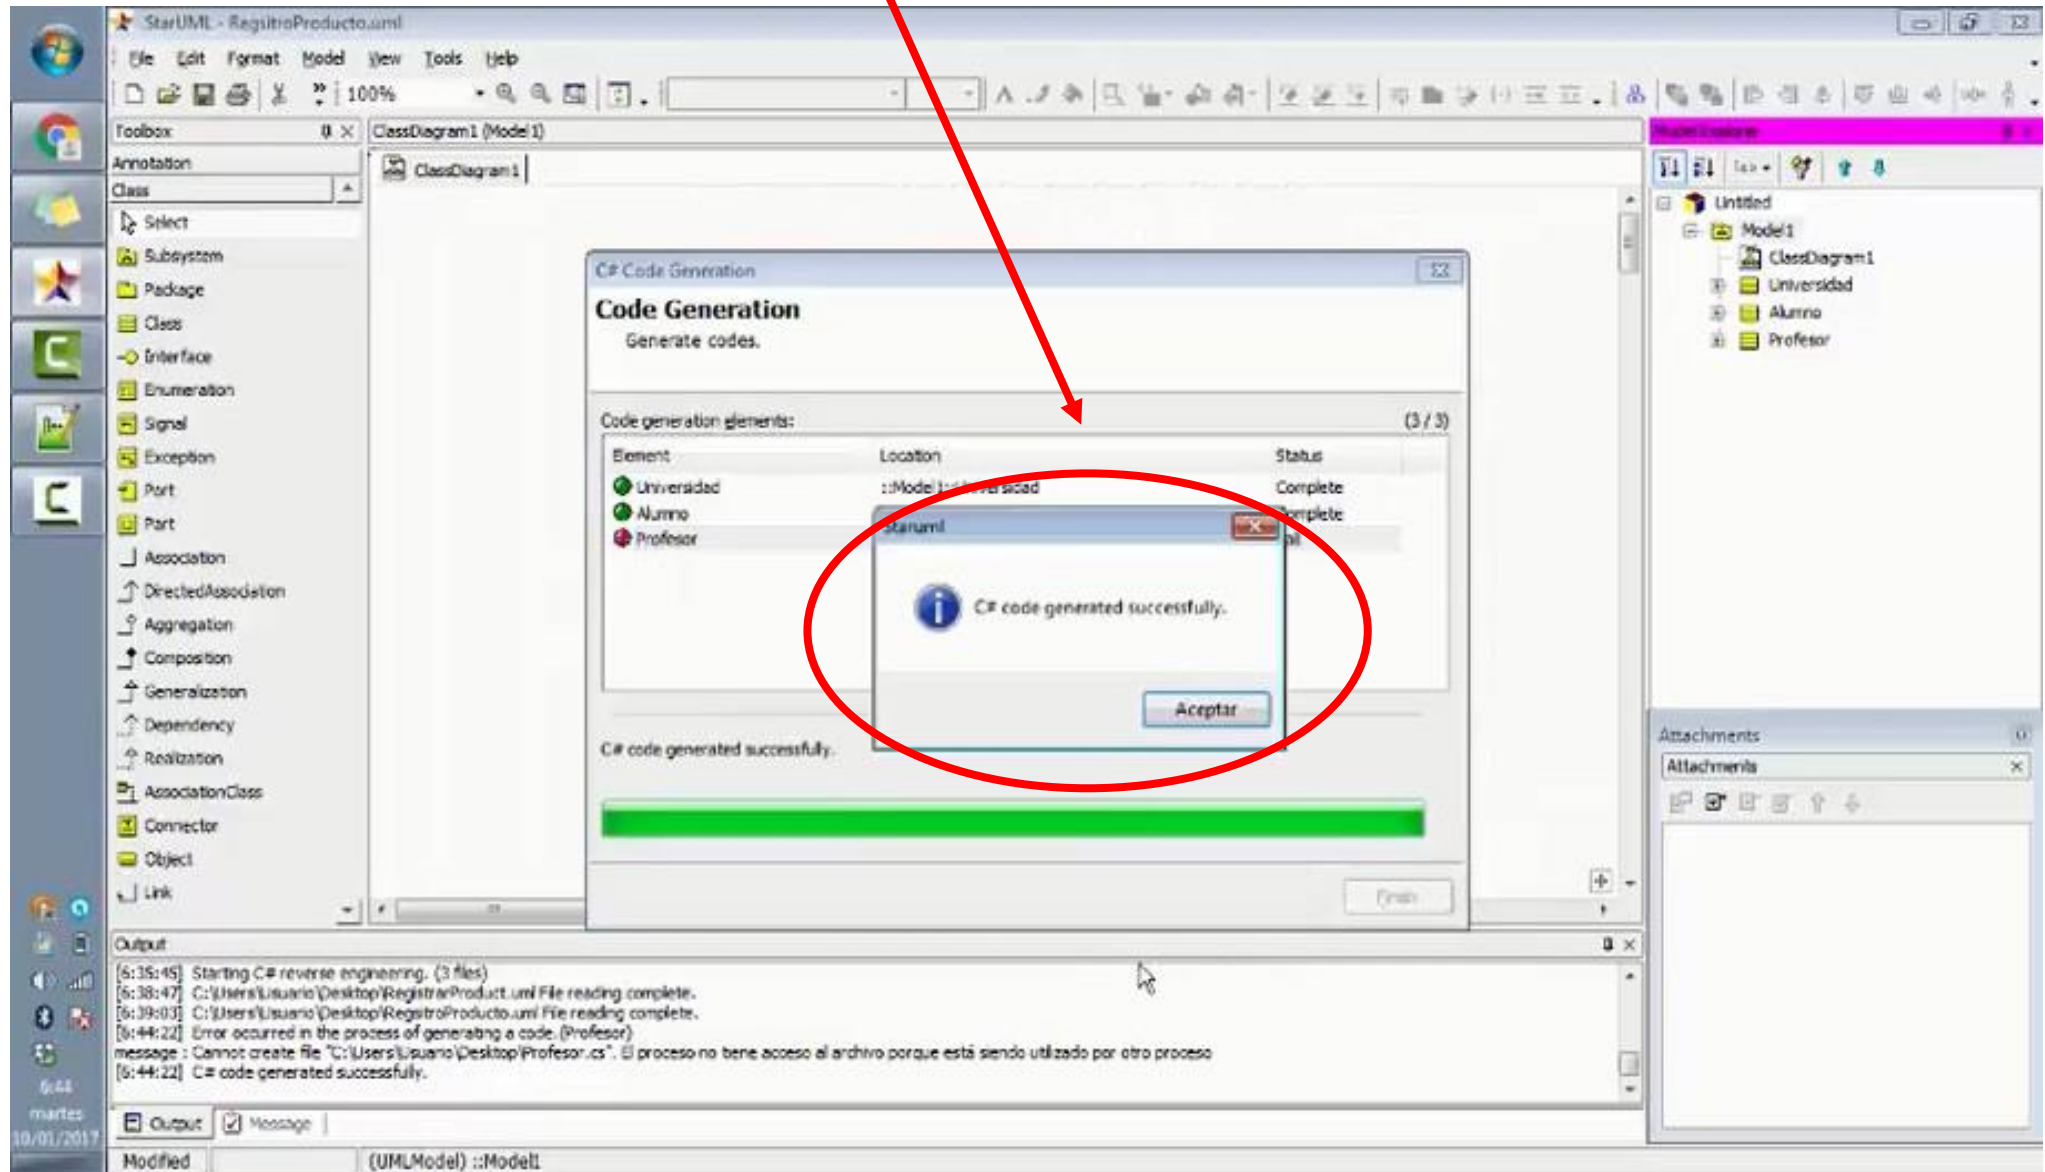 StarUML - RegsitroProducto.uml
File Edit Format Model View Tools Help
100%
Toolbox
ClassDiagram1 (Model1)
Model Explorer
Annotation
ClassDiagram1
Class
Select
Subsystem
Package
Class
Interface
Enumeration
Signal
Exception
Port
Part
Association
DirectedAssociation
Aggregation
Composition
Generalization
Dependency
Realization
AssociationClass
Connector
Object
Link
Untitled
Model1
ClassDiagram1
Universidad
Alumno
Profesor
C# Code Generation
Code Generation
Generate codes.
Code generation elements:
(3 / 3)
Element Location Status
Universidad ::Model1::Universidad Complete
Alumno Complete
Profesor
Staruml
C# code generated successfully.
Aceptar
C# code generated successfully.
Finish
Attachments
Attachments
Output
[6:35:45] Starting C# reverse engineering. (3 files)
[6:38:47] C:\Users\Usuario\Desktop\RegistrarProduct.uml File reading complete.
[6:39:03] C:\Users\Usuario\Desktop\RegsitroProducto.uml File reading complete.
[6:44:22] Error occurred in the process of generating a code.(Profesor)
message : Cannot create file "C:\Users\Usuario\Desktop\Profesor.cs". El proceso no tiene acceso al archivo porque está siendo utilizado por otro proceso
[6:44:22] C# code generated successfully.
Output Message
Modified (UMLModel) ::Model1
6:44
martes
10/01/2017